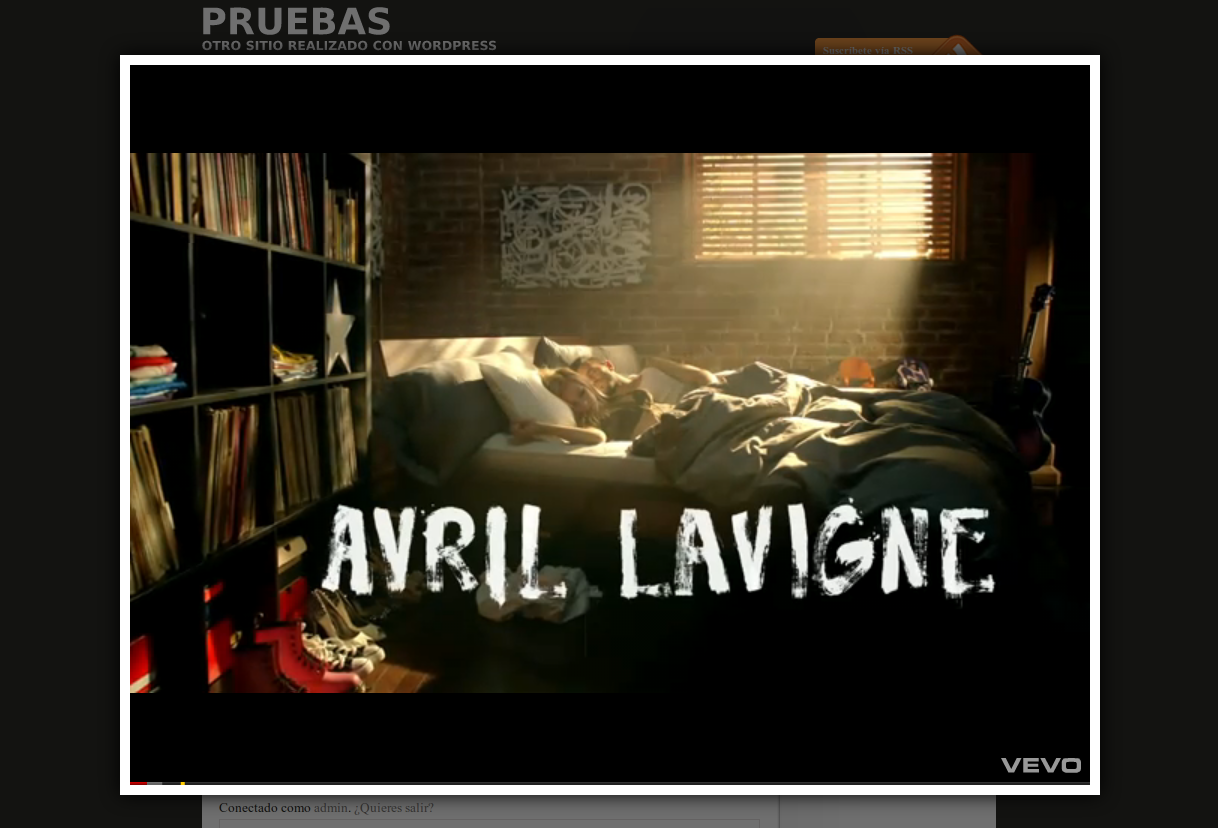 PRUEBAS
OTRO SITIO REALIZADO CON WORDPRESS
Suscríbete vía RSS
AVRIL LAVIGNE
VEVO
Conectado como admin. ¿Quieres salir?